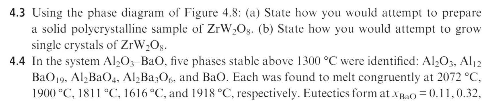 4.3 Using the phase diagram of Figure 4.8: (a) State how you would attempt to prepare
a solid polycrystalline sample of ZrW₂O₈. (b) State how you would attempt to grow
single crystals of ZrW₂O₈.
4.4 In the system Al₂O₃–BaO, five phases stable above 1300 °C were identified: Al₂O₃, Al₁₂
BaO₁₉, Al₂BaO₄, Al₂Ba₃O₆, and BaO. Each was found to melt congruently at 2072 °C,
1900 °C, 1811 °C, 1616 °C, and 1918 °C, respectively. Eutectics form at xBaO = 0.11, 0.32,